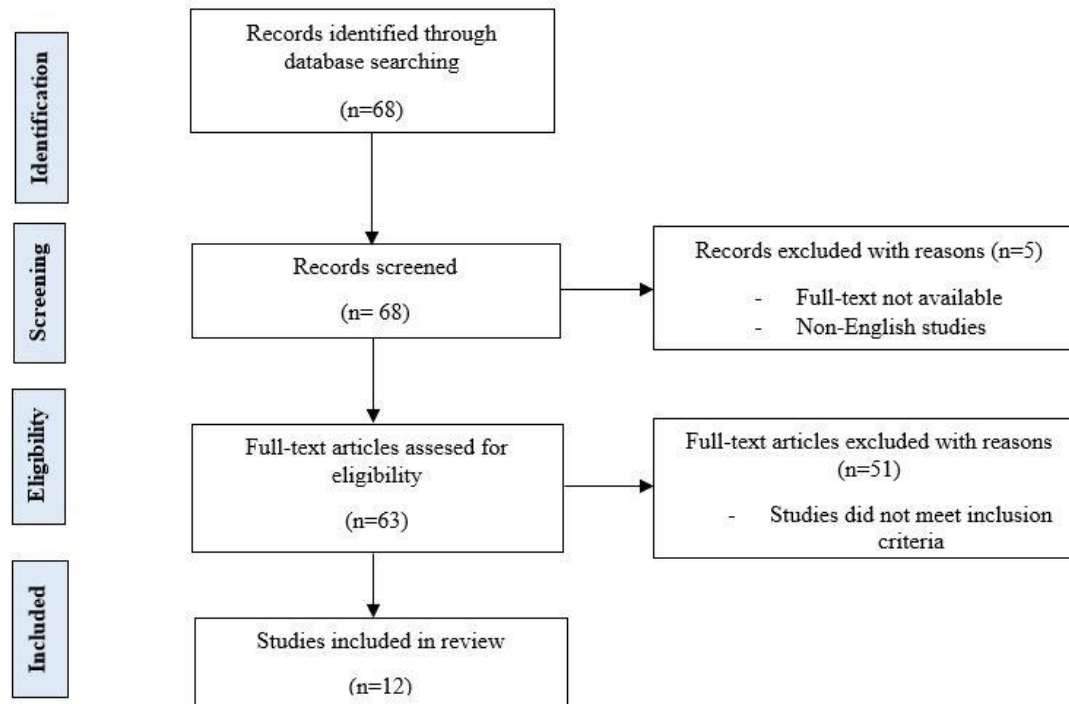 Identification
Records identified through
database searching
(n=68)
Screening
Records screened
(n= 68)
Records excluded with reasons (n=5)
- Full-text not available
- Non-English studies
Eligibility
Full-text articles assesed for
eligibility
(n=63)
Full-text articles excluded with reasons
(n=51)
- Studies did not meet inclusion
criteria
Included
Studies included in review
(n=12)